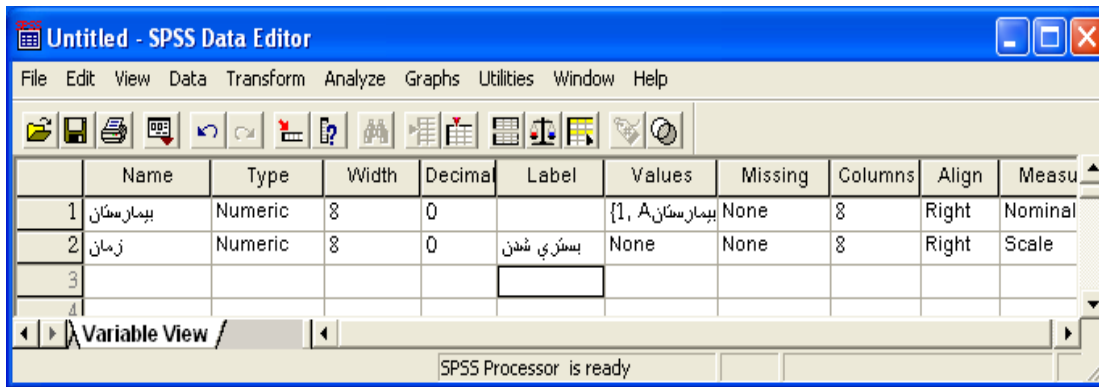 SPSS
Untitled - SPSS Data Editor
File Edit View Data Transform Analyze Graphs Utilities Window Help
Name Type Width Decimal Label Values Missing Columns Align Measu
1 بيمارستان Numeric 8 0 {1, Aبيمارستان None 8 Right Nominal
2 زمان Numeric 8 0 بستري شدن None None 8 Right Scale
3
4
Variable View
SPSS Processor is ready